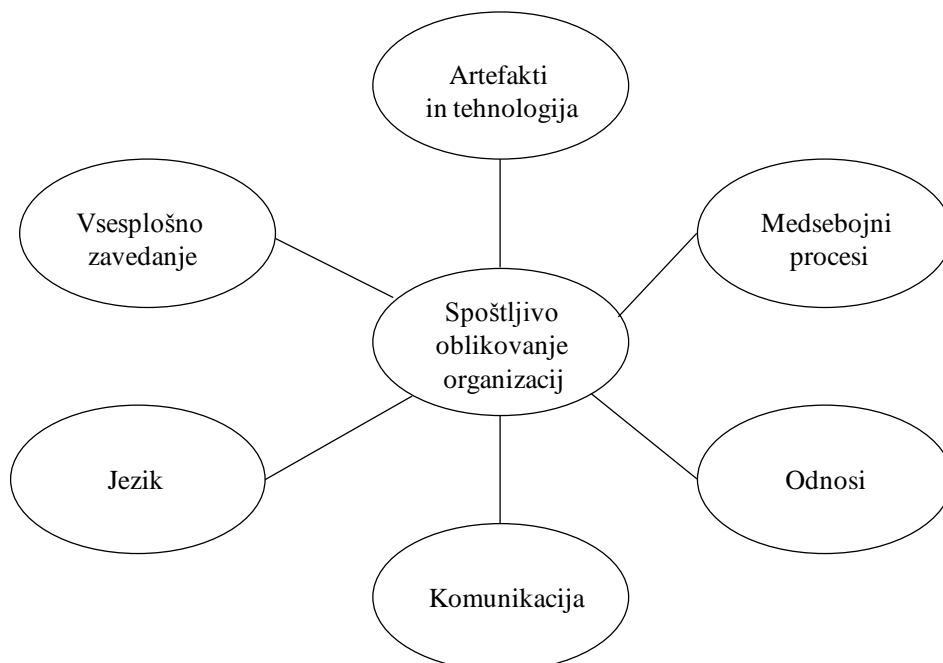 Artefakti
in tehnologija
Vsesplošno
zavedanje
Medsebojni
procesi
Spoštljivo
oblikovanje
organizacij
Jezik
Odnosi
Komunikacija